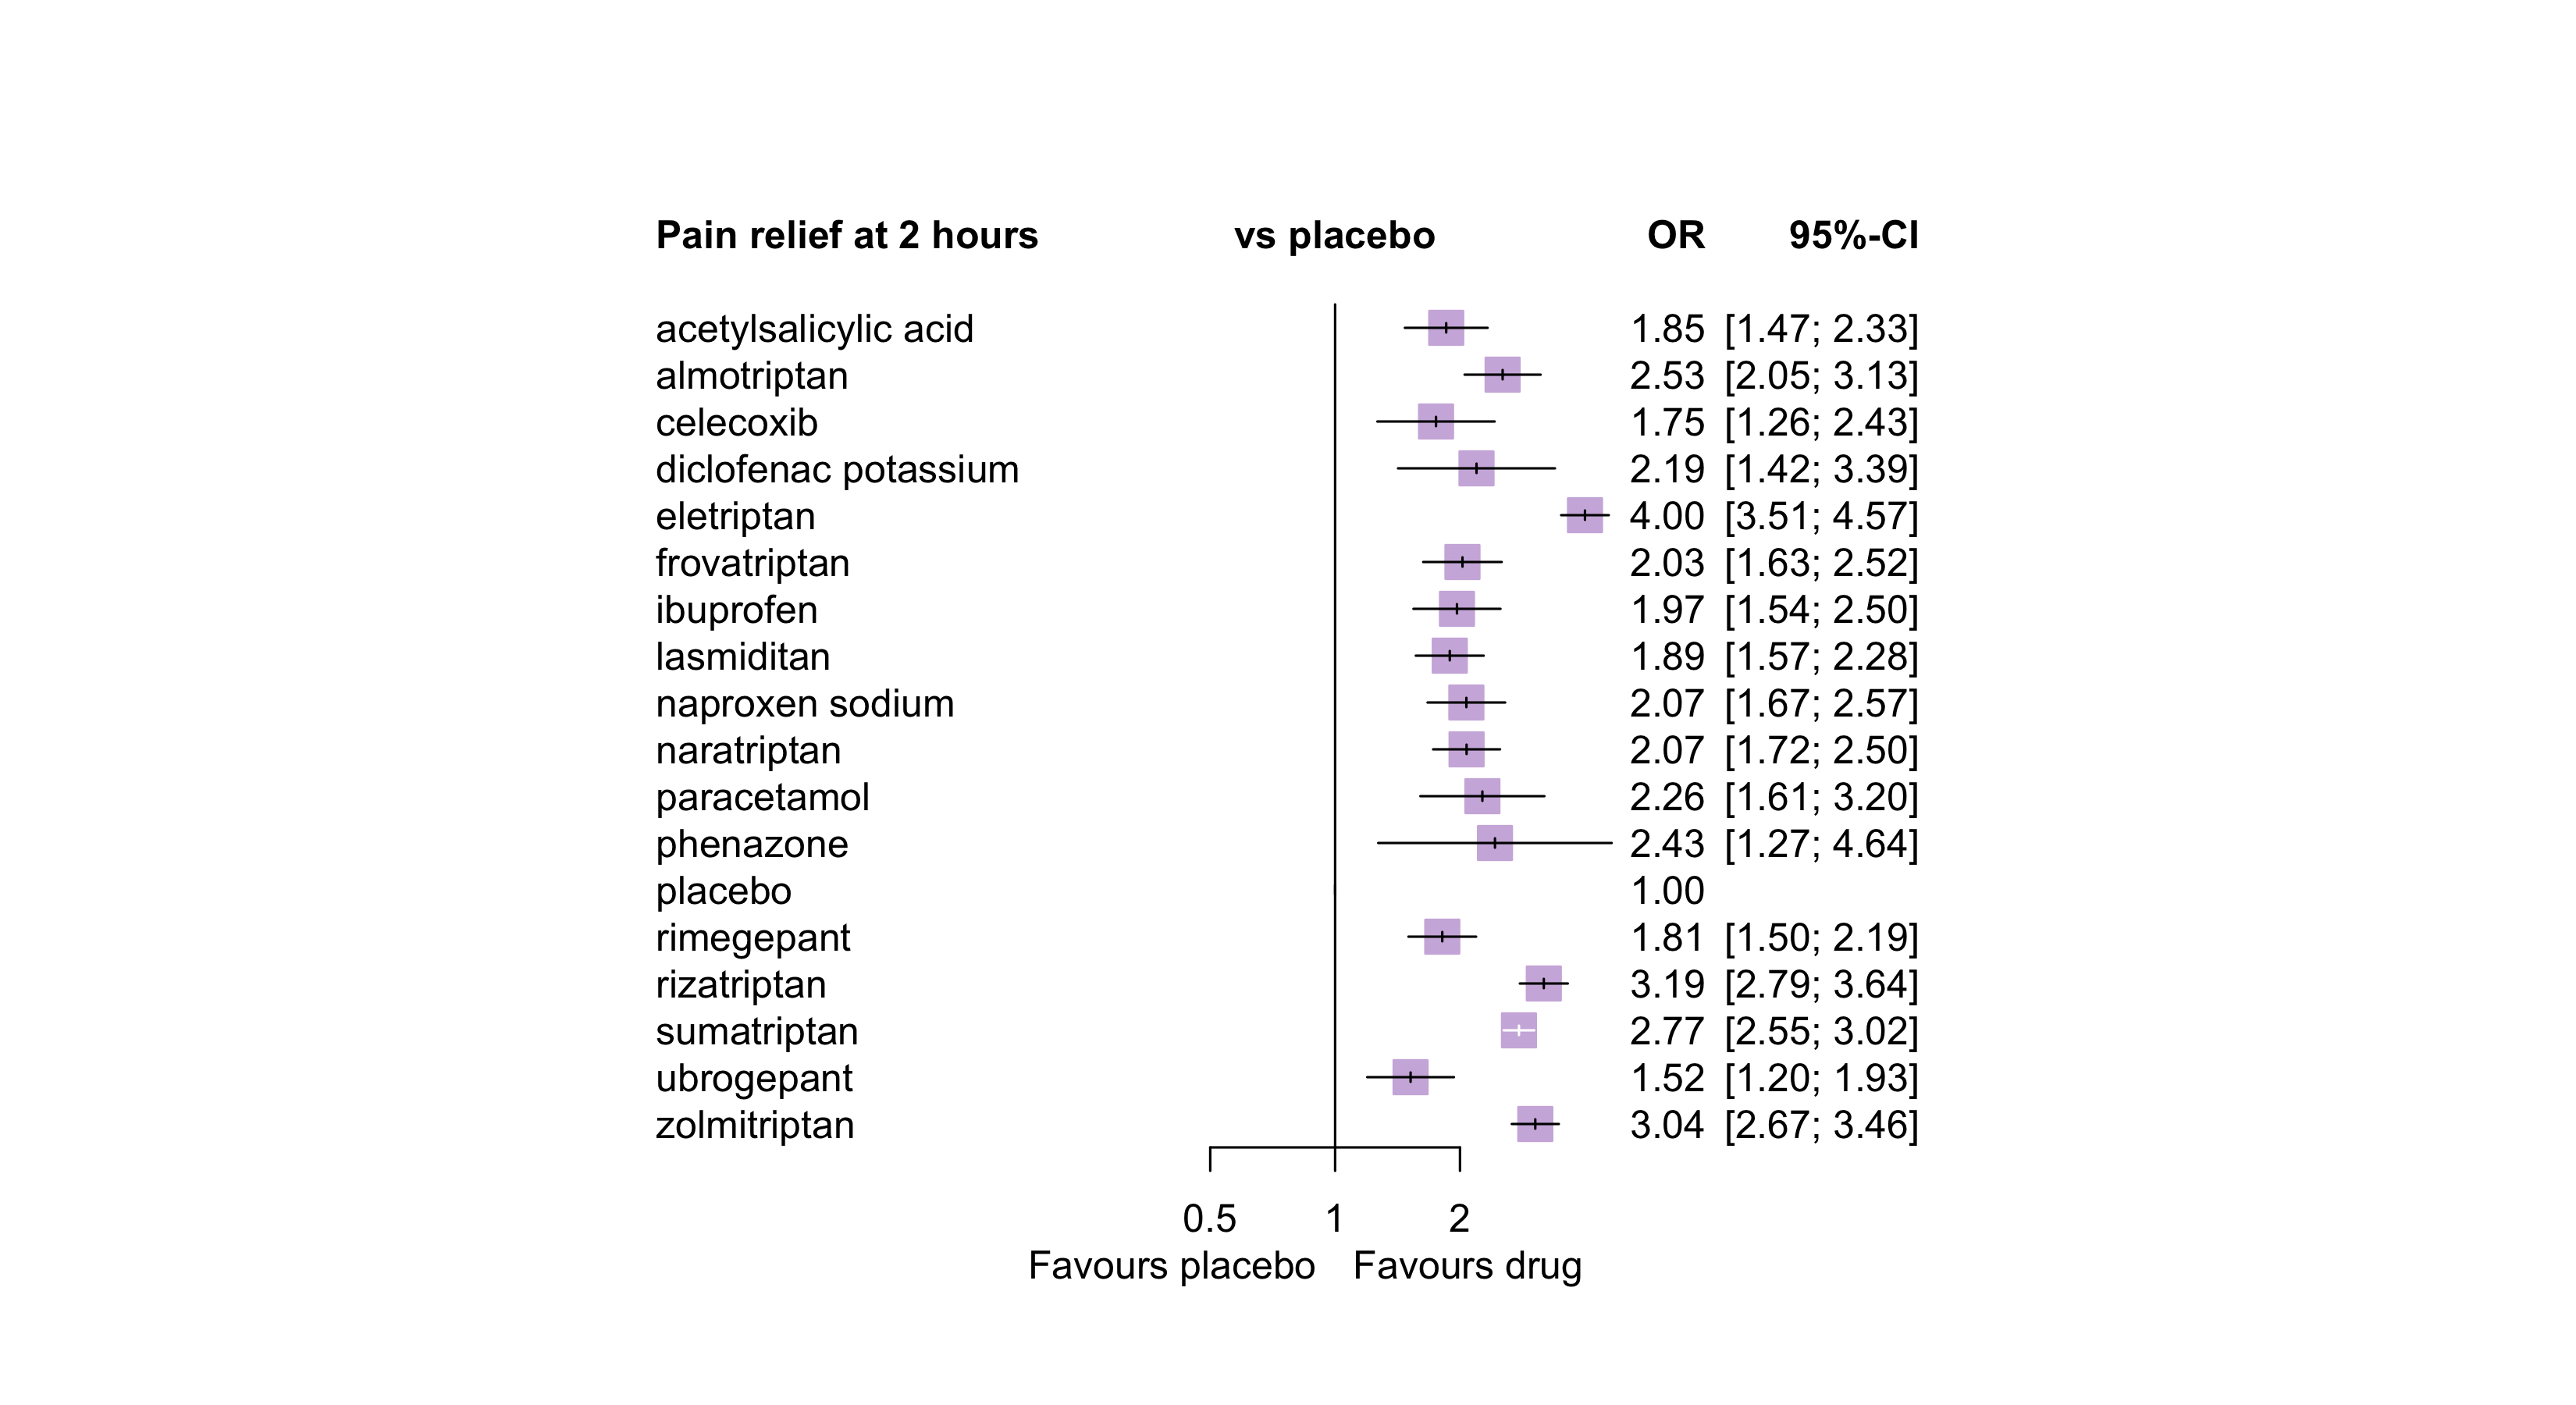 Pain relief at 2 hours vs placebo OR 95%-CI
acetylsalicylic acid 1.85 [1.47; 2.33]
almotriptan 2.53 [2.05; 3.13]
celecoxib 1.75 [1.26; 2.43]
diclofenac potassium 2.19 [1.42; 3.39]
eletriptan 4.00 [3.51; 4.57]
frovatriptan 2.03 [1.63; 2.52]
ibuprofen 1.97 [1.54; 2.50]
lasmiditan 1.89 [1.57; 2.28]
naproxen sodium 2.07 [1.67; 2.57]
naratriptan 2.07 [1.72; 2.50]
paracetamol 2.26 [1.61; 3.20]
phenazone 2.43 [1.27; 4.64]
placebo 1.00
rimegepant 1.81 [1.50; 2.19]
rizatriptan 3.19 [2.79; 3.64]
sumatriptan 2.77 [2.55; 3.02]
ubrogepant 1.52 [1.20; 1.93]
zolmitriptan 3.04 [2.67; 3.46]
0.5 1 2
Favours placebo Favours drug